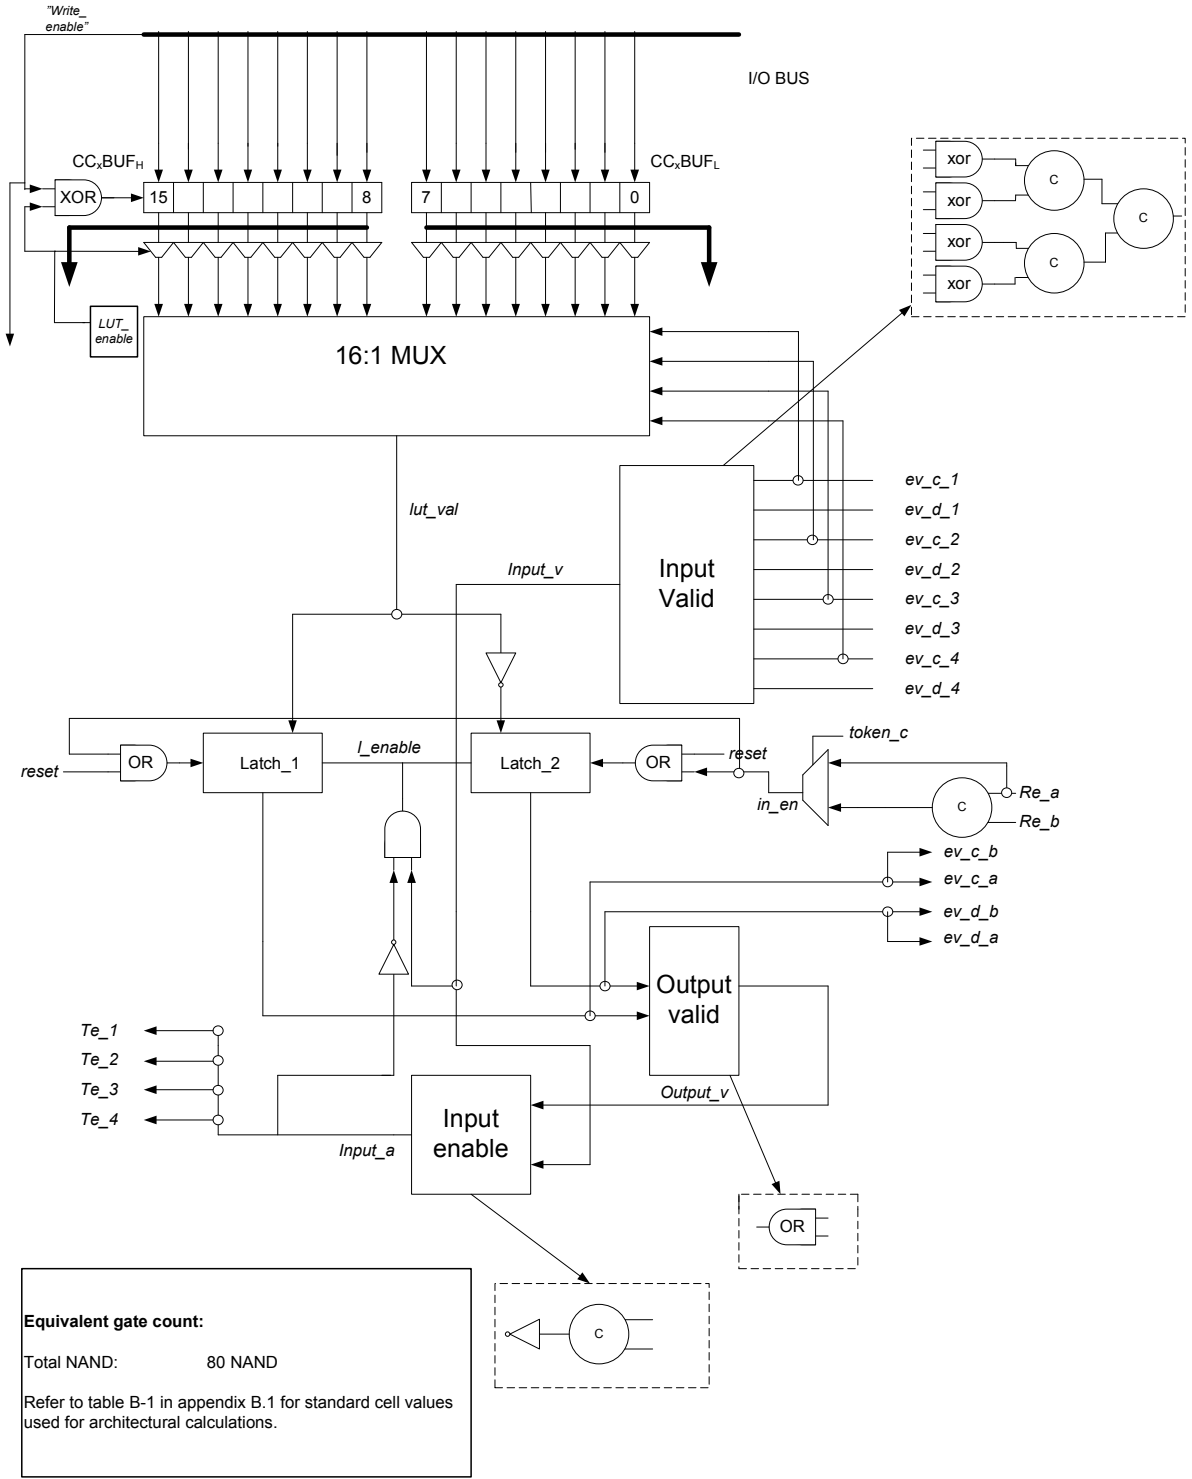 "Write_
enable"
I/O BUS
CCxBUFH
CCxBUFL
XOR
15
8
7
0
xor
xor
xor
xor
C
C
C
LUT_
enable
16:1 MUX
lut_val
Input_v
Input
Valid
ev_c_1
ev_d_1
ev_c_2
ev_d_2
ev_c_3
ev_d_3
ev_c_4
ev_d_4
reset
OR
Latch_1
I_enable
Latch_2
OR
reset
token_c
in_en
C
Re_a
Re_b
ev_c_b
ev_c_a
ev_d_b
ev_d_a
Output
valid
Te_1
Te_2
Te_3
Te_4
Input_a
Input
enable
Output_v
OR
C
Equivalent gate count:
Total NAND: 80 NAND
Refer to table B-1 in appendix B.1 for standard cell values
used for architectural calculations.